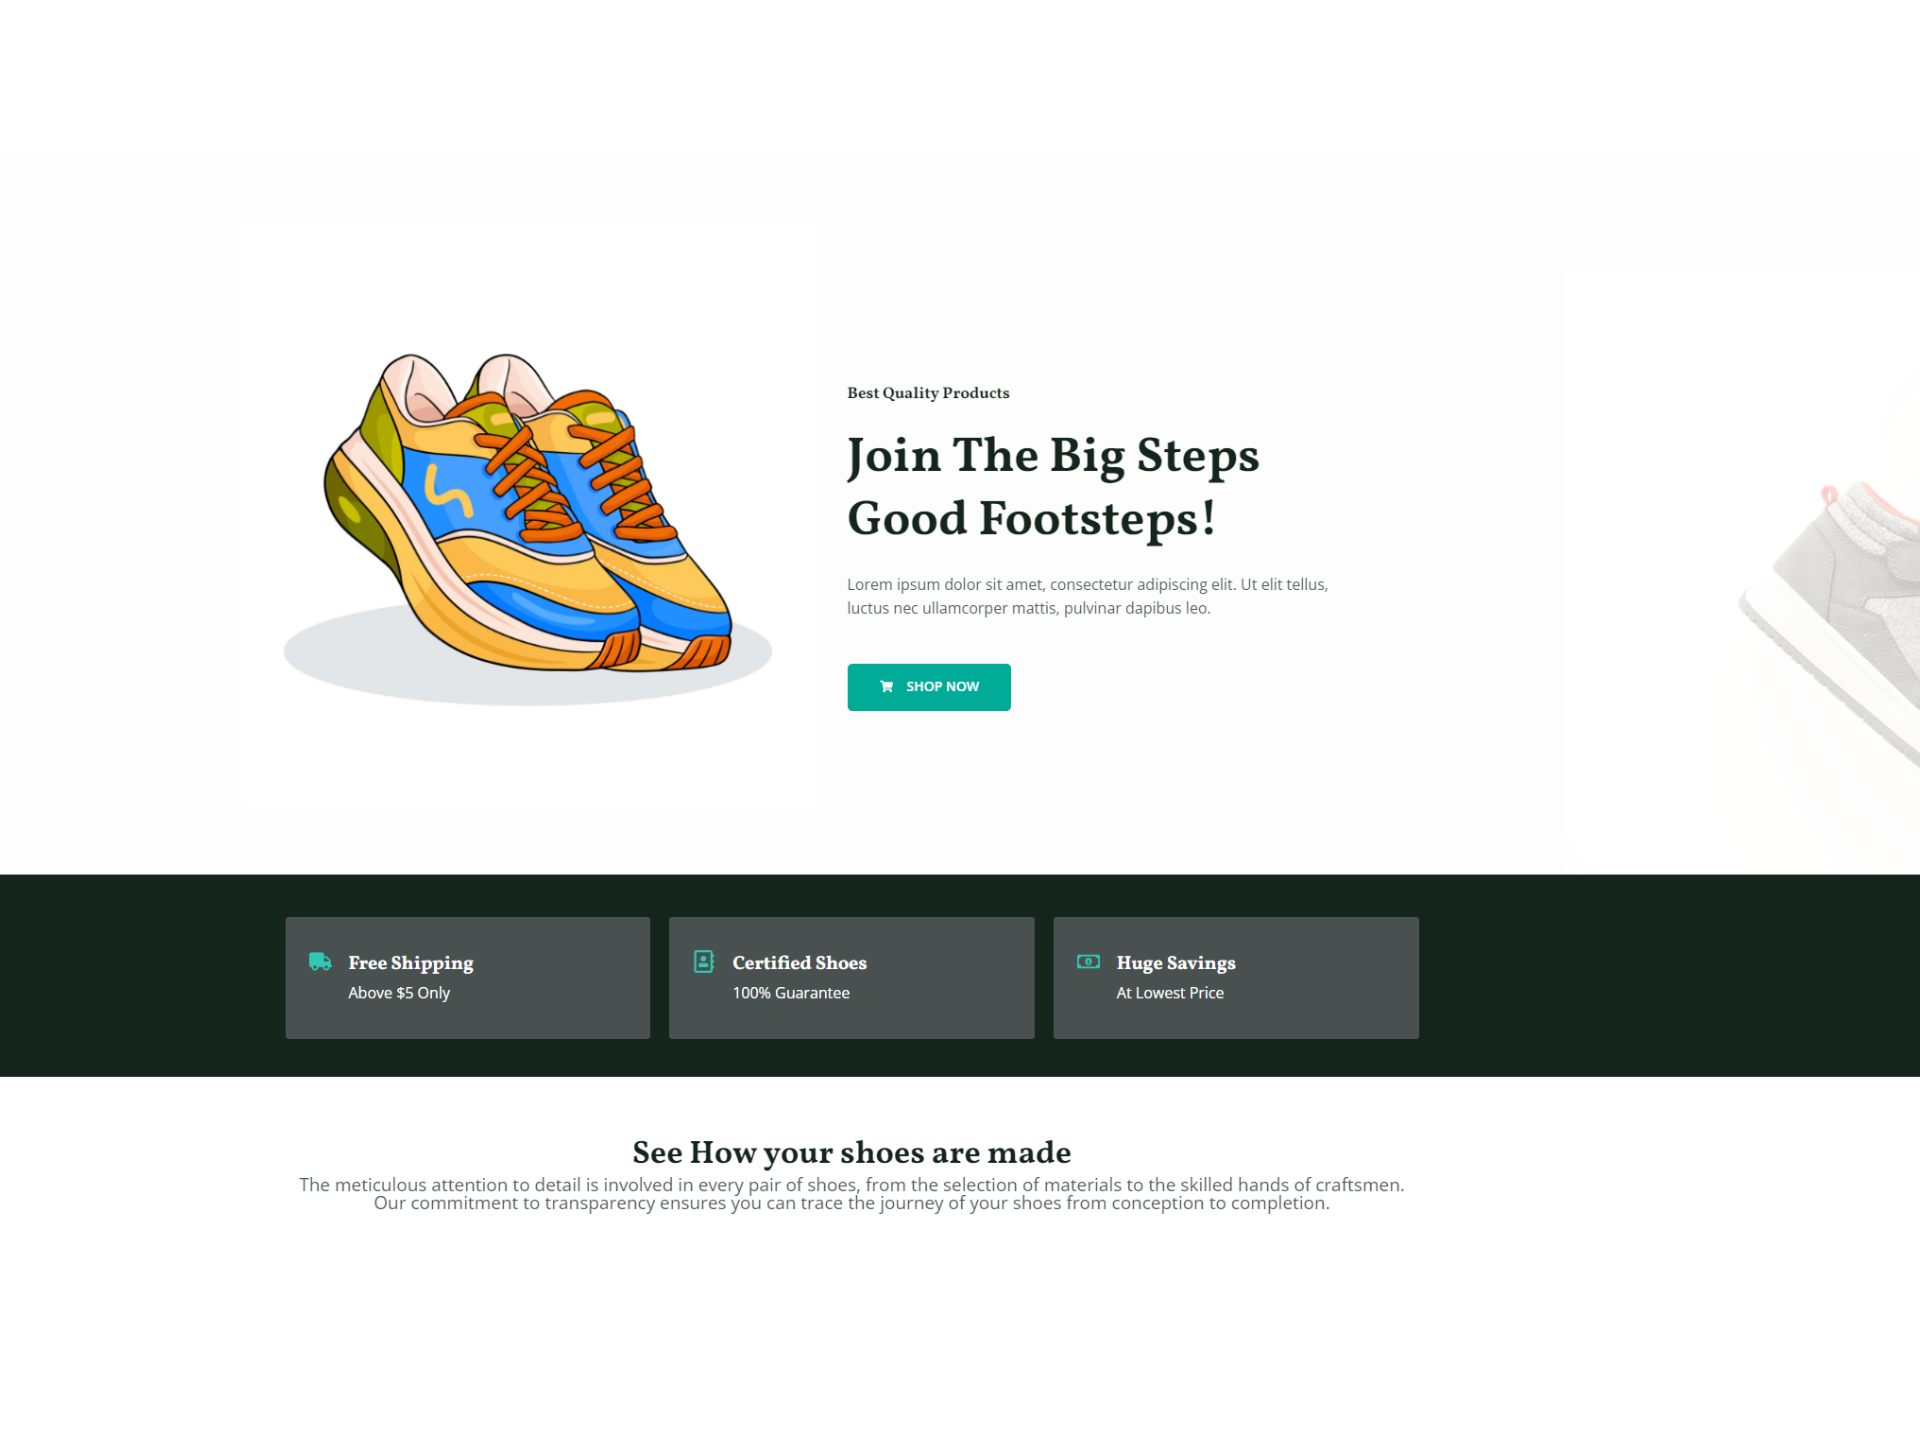 Best Quality Products
Join The Big Steps
Good Footsteps!
Lorem ipsum dolor sit amet, consectetur adipiscing elit. Ut elit tellus,
luctus nec ullamcorper mattis, pulvinar dapibus leo.
SHOP NOW
Free Shipping
Above $5 Only
Certified Shoes
100% Guarantee
Huge Savings
At Lowest Price
See How your shoes are made
The meticulous attention to detail is involved in every pair of shoes, from the selection of materials to the skilled hands of craftsmen.
Our commitment to transparency ensures you can trace the journey of your shoes from conception to completion.